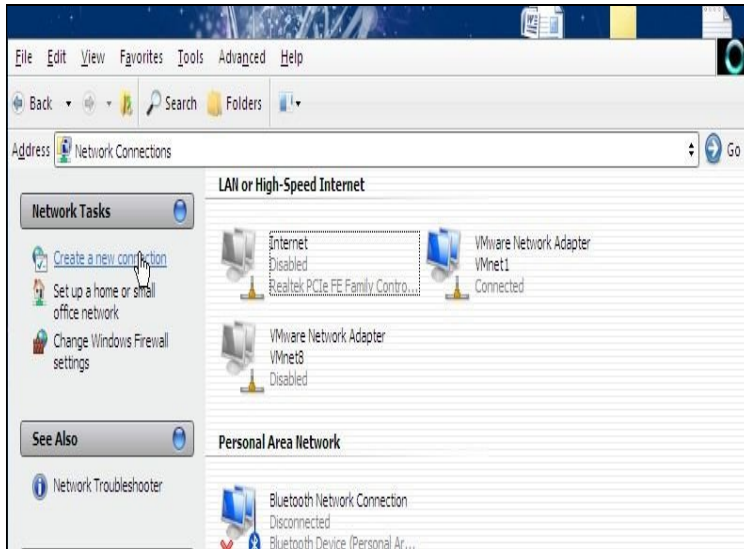 File Edit View Favorites Tools Advanced Help
Back Search Folders
Address Network Connections Go
Network Tasks
Create a new connection
Set up a home or small
office network
Change Windows Firewall
settings
See Also
Network Troubleshooter
LAN or High-Speed Internet
Internet
Disabled
Realtek PCIe FE Family Contro...
VMware Network Adapter
VMnet1
Connected
VMware Network Adapter
VMnet8
Disabled
Personal Area Network
Bluetooth Network Connection
Disconnected
Bluetooth Device (Personal Ar...